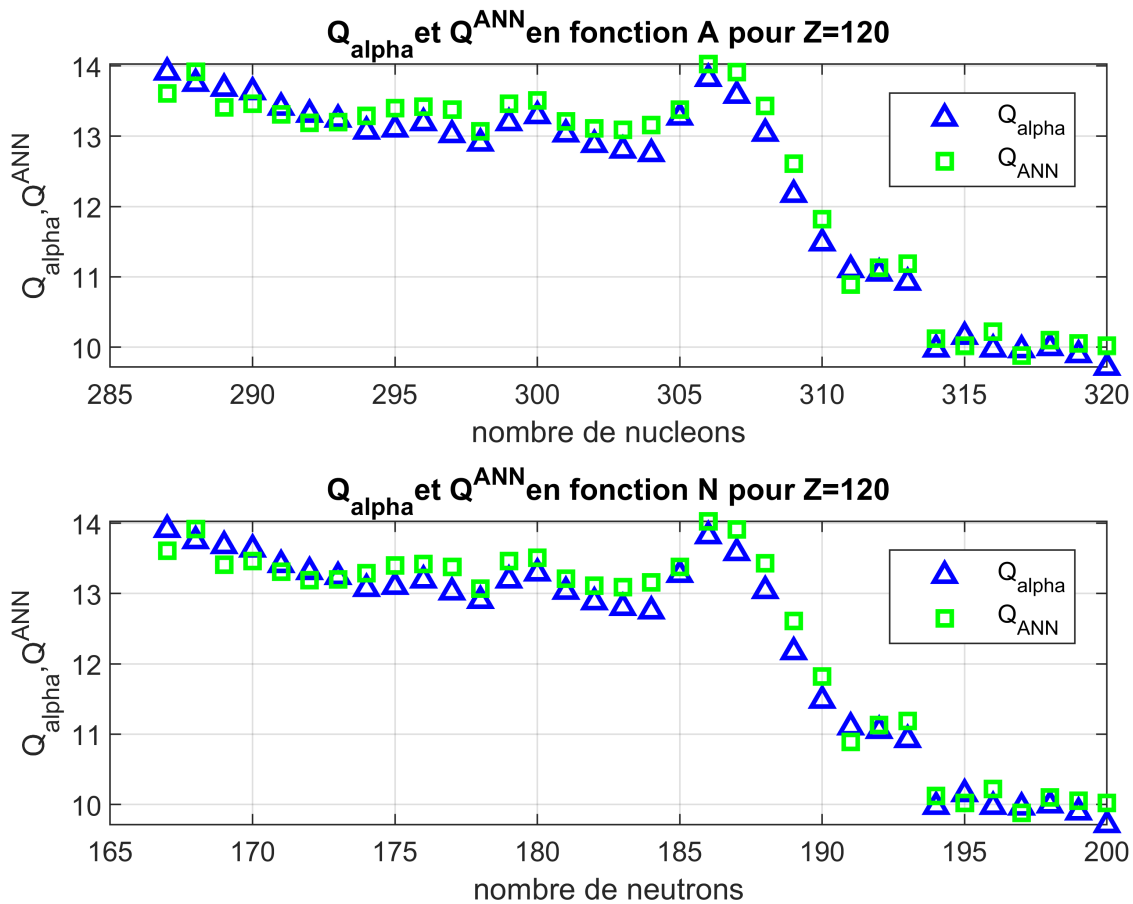 Q_alpha et Q^ANN en fonction A pour Z=120
14
13
12
11
10
Q_alpha,Q^ANN
Q_alpha
Q_ANN
285 290 295 300 305 310 315 320
nombre de nucleons
Q_alpha et Q^ANN en fonction N pour Z=120
14
13
12
11
10
Q_alpha,Q^ANN
Q_alpha
Q_ANN
165 170 175 180 185 190 195 200
nombre de neutrons